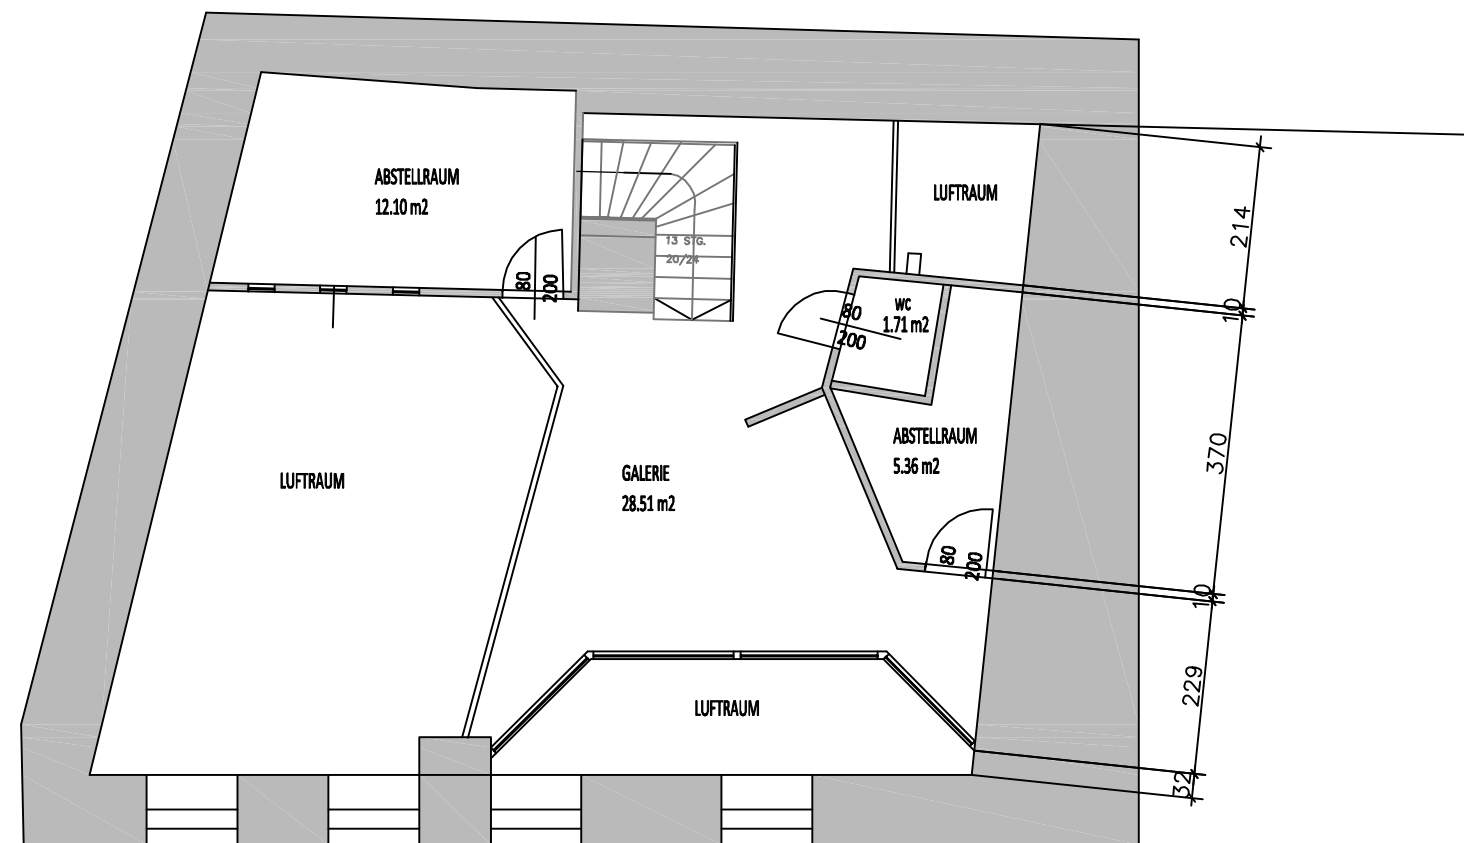 ABSTELLRAUM
12.10 m2
LUFTRAUM
214
13 STG.
20/24
80
200
WC
1.71 m2
80
200
10
ABSTELLRAUM
5.36 m2
370
GALERIE
28.51 m2
LUFTRAUM
80
200
10
LUFTRAUM
229
32